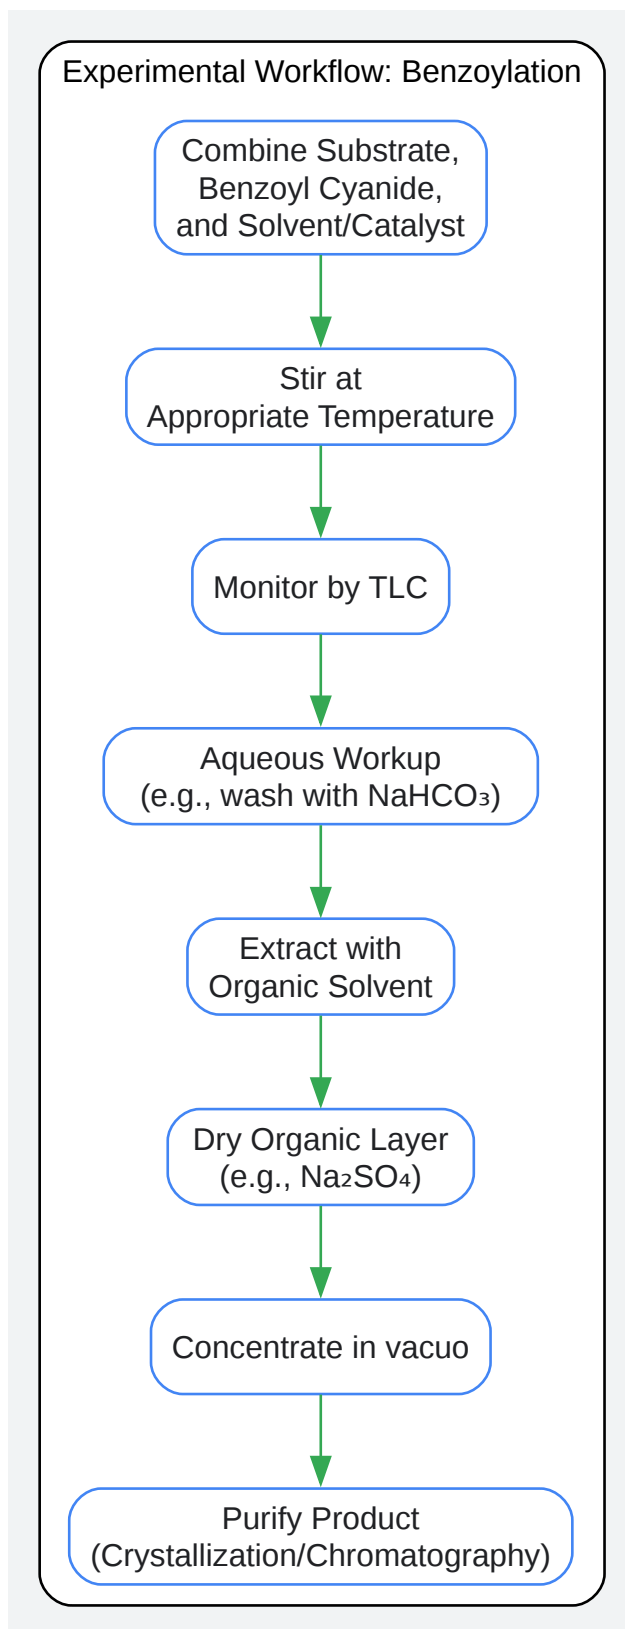 Experimental Workflow: Benzoylation
Combine Substrate,
Benzoyl Cyanide,
and Solvent/Catalyst
Stir at
Appropriate Temperature
Monitor by TLC
Aqueous Workup
(e.g., wash with NaHCO₃)
Extract with
Organic Solvent
Dry Organic Layer
(e.g., Na₂SO₄)
Concentrate in vacuo
Purify Product
(Crystallization/Chromatography)